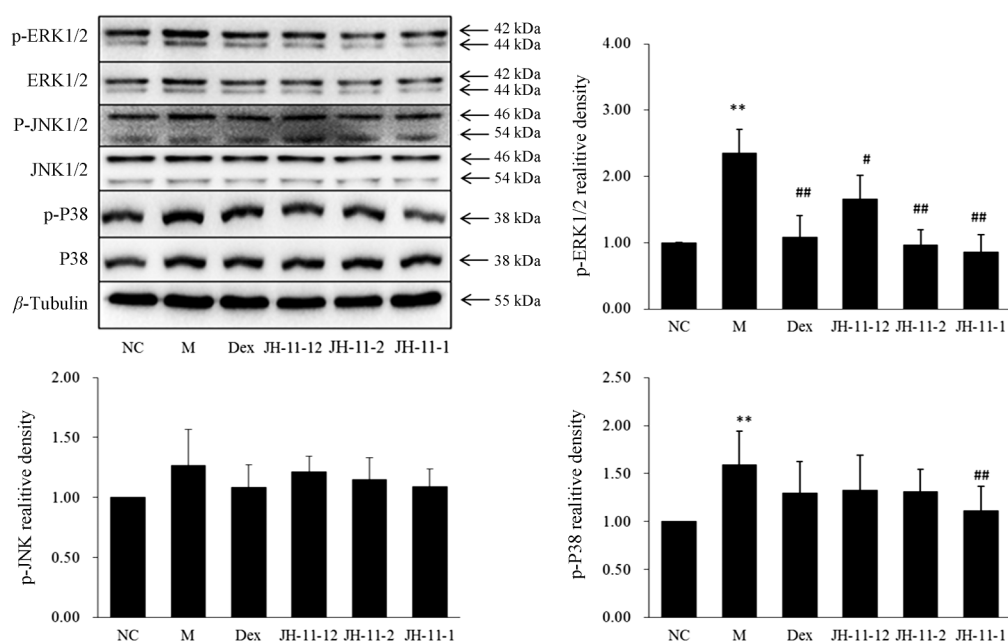 p-ERK1/2
42 kDa
44 kDa
ERK1/2
42 kDa
44 kDa
P-JNK1/2
46 kDa
54 kDa
JNK1/2
46 kDa
54 kDa
p-P38
38 kDa
P38
38 kDa
β-Tubulin
55 kDa
NC M Dex JH-11-12 JH-11-2 JH-11-1
p-ERK1/2 realitive density
4.00
3.00
2.00
1.00
0.00
**
##
#
##
##
NC M Dex JH-11-12 JH-11-2 JH-11-1
p-JNK realitive density
2.00
1.50
1.00
0.50
0.00
NC M Dex JH-11-12 JH-11-2 JH-11-1
p-P38 realitive density
2.50
2.00
1.50
1.00
0.50
0.00
**
##
NC M Dex JH-11-12 JH-11-2 JH-11-1